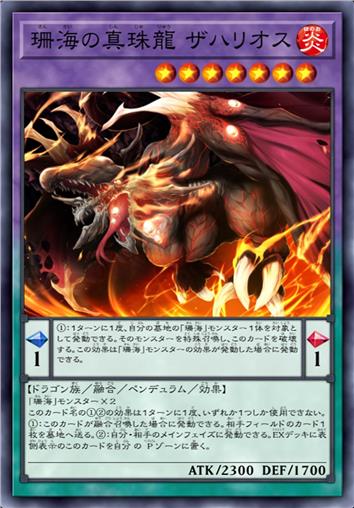 珊海の真珠龍 ザハリオス
炎
①：1ターンに1度、自分の墓地の「珊海」モンスター1体を対象と
して発動できる。そのモンスターを特殊召喚し、このカードを破壊
する。この効果は「珊海」モンスターの効果が発動した場合に発動
できる。
1
1
【ドラゴン族／融合／ペンデュラム／効果】
「珊海」モンスター×2
このカード名の①②の効果は1ターンに1度、いずれか1つしか使用できない。
①：このカードが融合召喚した場合に発動できる。相手フィールドのカード1
枚を墓地へ送る。②：自分・相手のメインフェイズに発動できる。EXデッキに表
側表示のこのカードを自分の Pゾーンに置く。
ATK/2300 DEF/1700